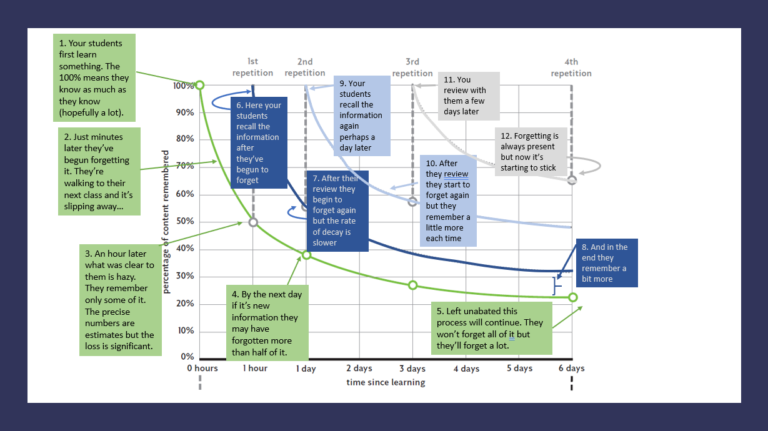 1. Your students
first learn
something. The
100% means they
know as much as
they know
(hopefully a lot).
2. Just minutes
later they've
begun forgetting
it. They're
walking to their
next class and it's
slipping away…
3. An hour later
what was clear to
them is hazy.
They remember
only some of it.
The precise
numbers are
estimates but the
loss is significant.
4. By the next day
if it's new
information they
may have
forgotten more
than half of it.
5. Left unabated this
process will continue. They
won't forget all of it but
they'll forget a lot.
6. Here your
students
recall the
information
after
they've
begun to
forget
7. After their
review they
begin to
forget again
but the rate
of decay is
slower
8. And in the
end they
remember a
bit more
9. Your
students
recall the
information
again
perhaps a
day later
10. After
they review
they start to
forget again
but they
remember a
little more
each time
11. You
review with
them a few
days later
12. Forgetting is
always present
but now it's
starting to stick
1st
repetition
2nd
repetition
3rd
repetition
4th
repetition
percentage of content remembered
100%
90%
80%
70%
60%
50%
40%
30%
20%
10%
0%
0 hours
1 hour
1 day
2 days
3 days
4 days
5 days
6 days
time since learning